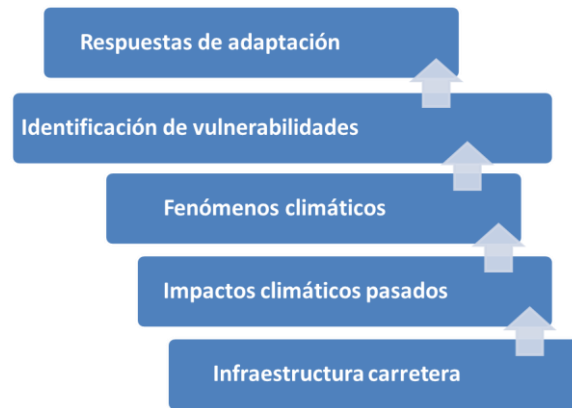 Respuestas de adaptación
Identificación de vulnerabilidades
Fenómenos climáticos
Impactos climáticos pasados
Infraestructura carretera